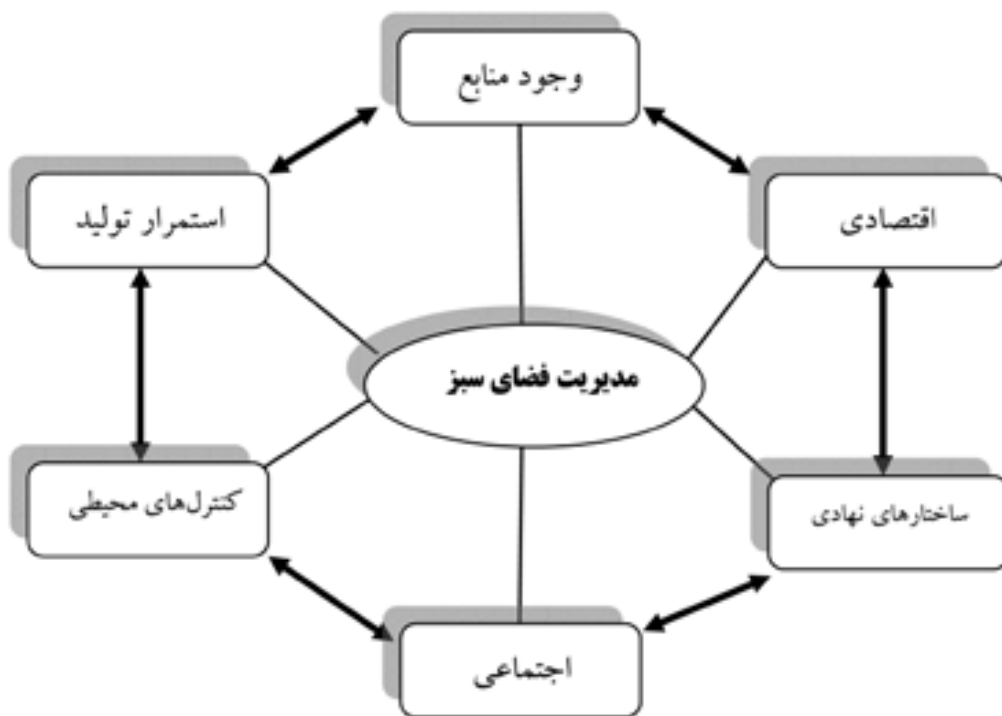 وجود منابع
اقتصادی
استمرار تولید
مدیریت فضای سبز
ساختارهای نهادی
کنترل‌های محیطی
اجتماعی